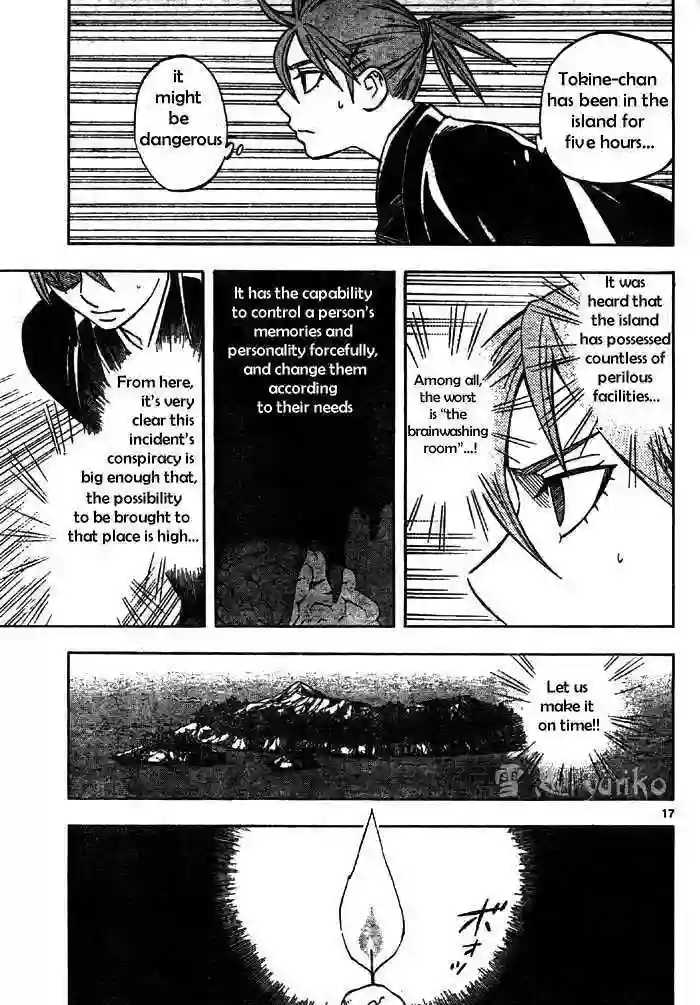 Tokine-chan
has been in the
island for
five hours...
it
might
be
dangerous
It was
heard that
the island
has possessed
countless of
perilous
facilities...
Among all,
the worst
is “the
brainwashing
room”...!
It has the capability
to control a person’s
memories and
personality forcefully,
and change them
according
to their needs
From here,
it’s very
clear this
incident’s
conspiracy is
big enough that,
the possibility
to be brought to
that place is high...
Let us
make it
on time!!
雪
yuriko
17
ボオッ